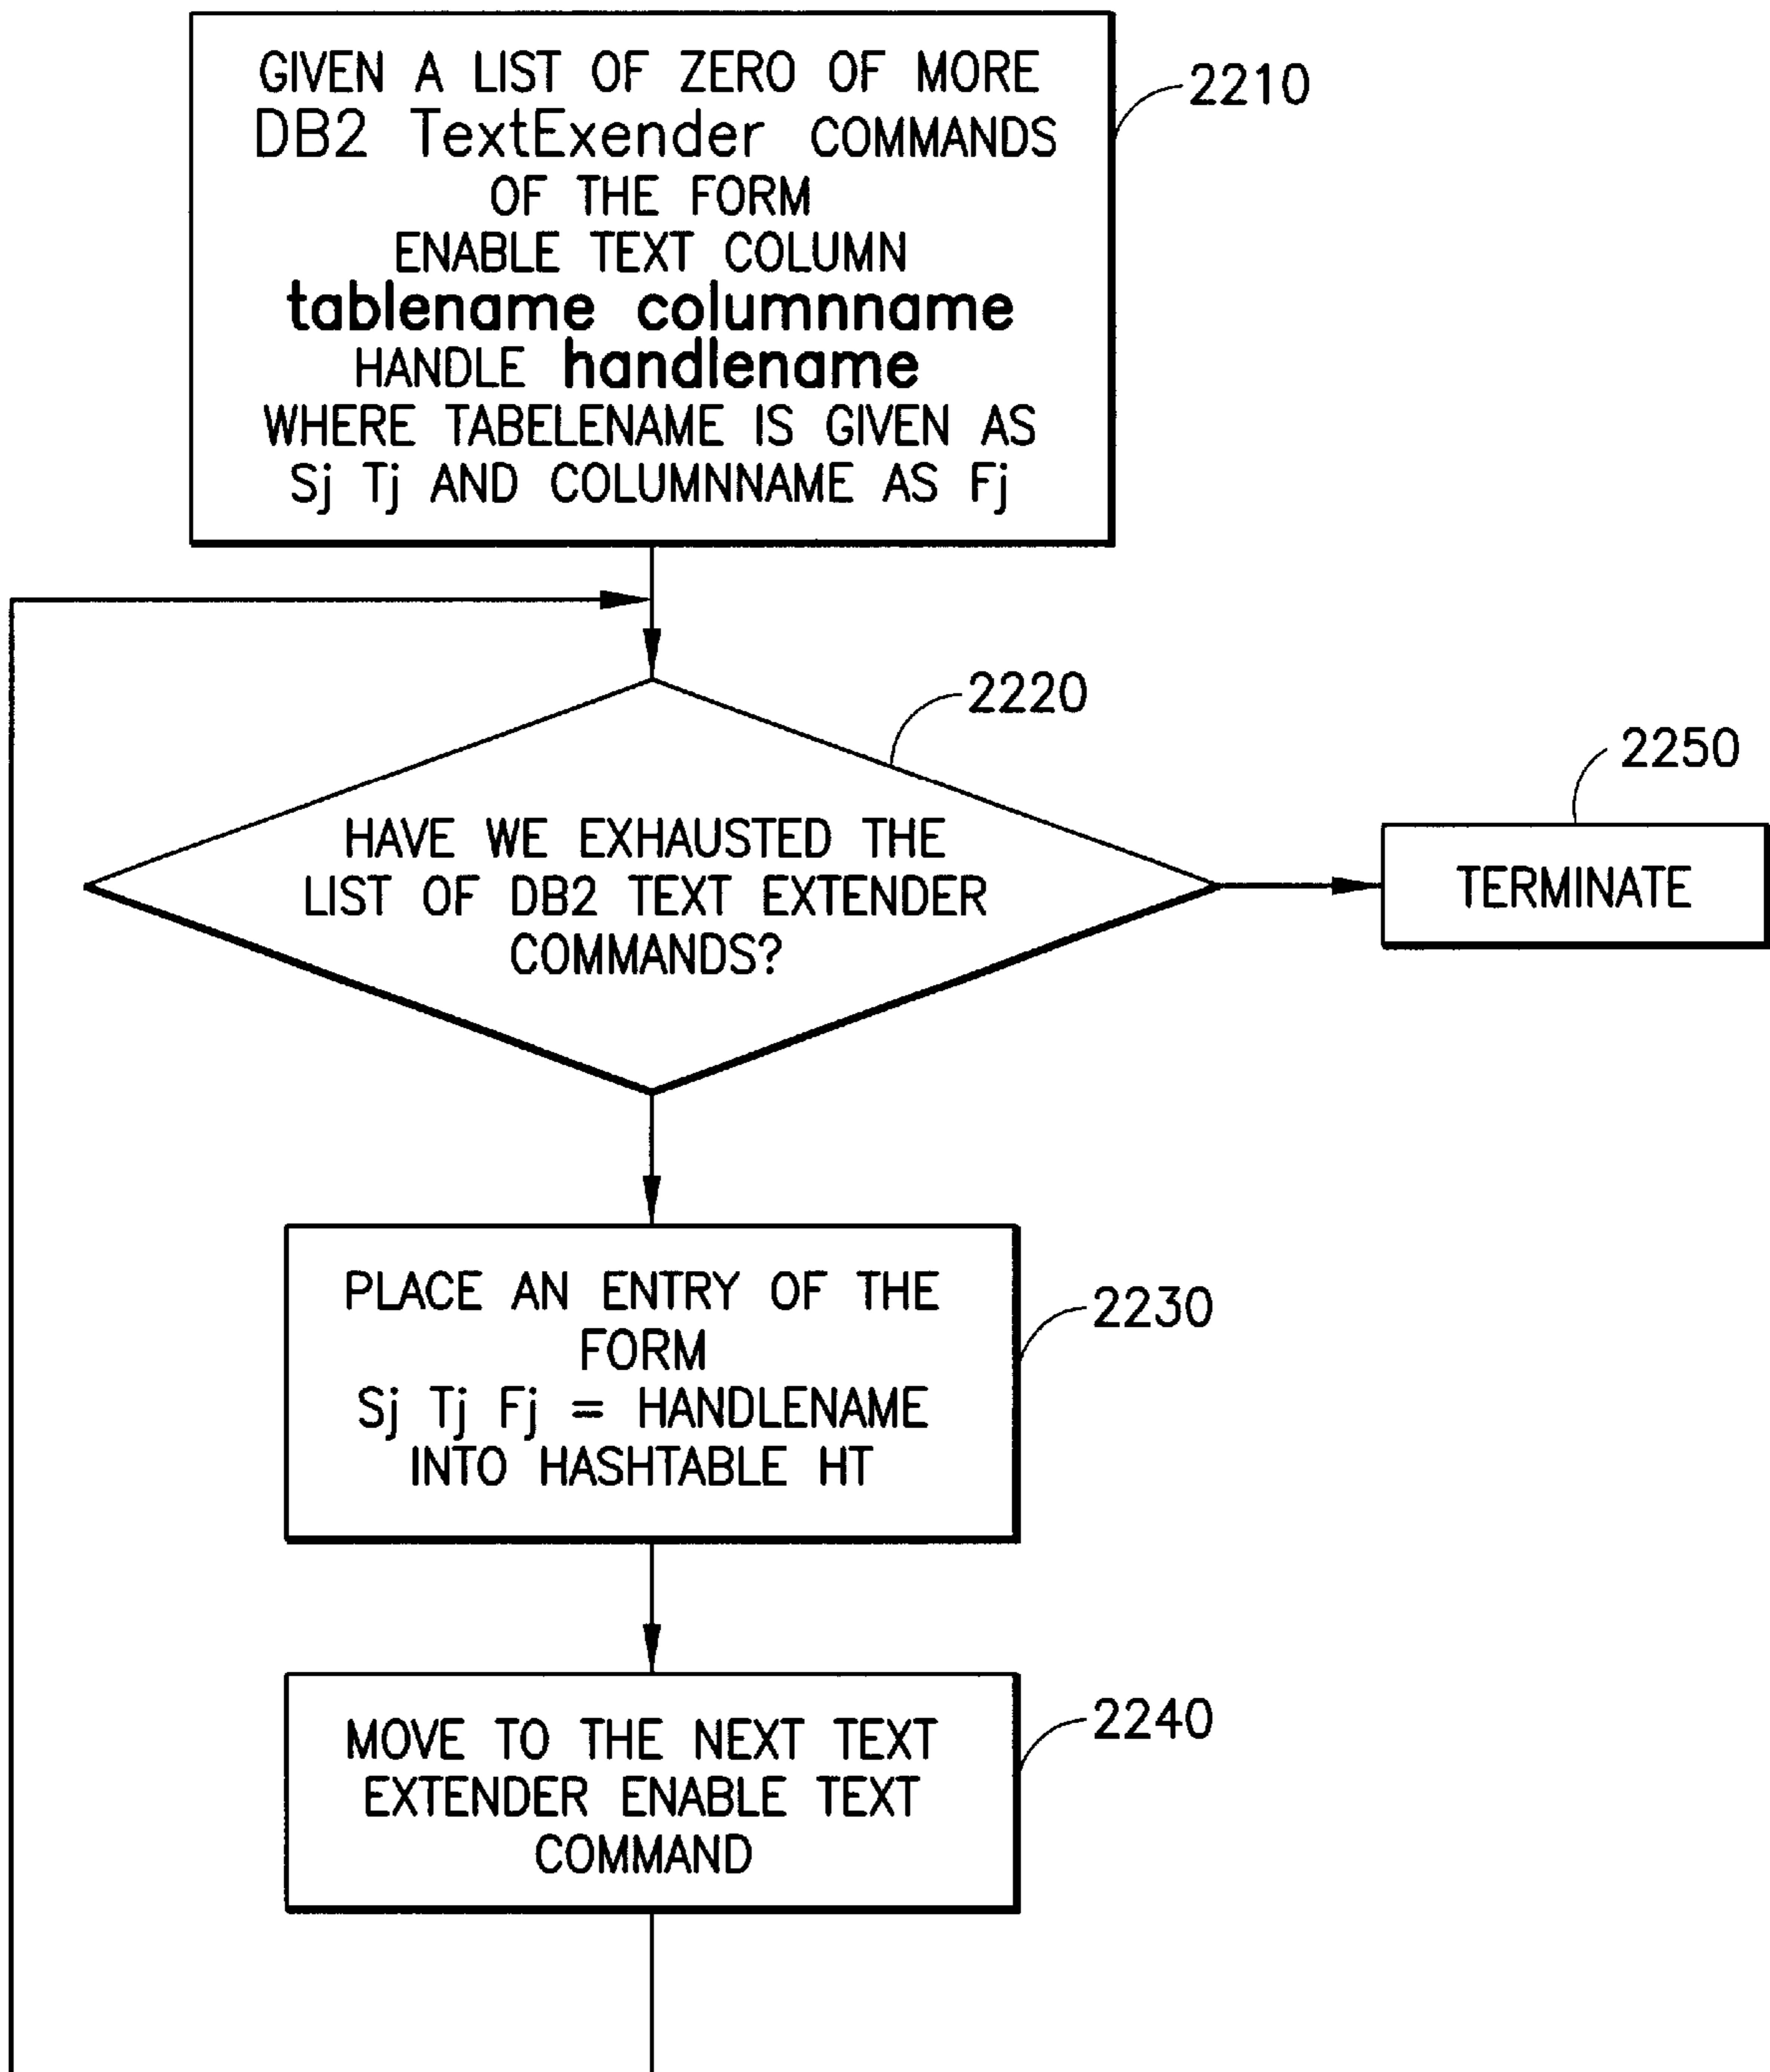 GIVEN A LIST OF ZERO OF MORE
DB2 TextExender COMMANDS
OF THE FORM
ENABLE TEXT COLUMN
tablename columnname
HANDLE handlename
WHERE TABELENAME IS GIVEN AS
Sj Tj AND COLUMNNAME AS Fj
2210
2220
HAVE WE EXHAUSTED THE
LIST OF DB2 TEXT EXTENDER
COMMANDS?
2250
TERMINATE
PLACE AN ENTRY OF THE
FORM
Sj Tj Fj = HANDLENAME
INTO HASHTABLE HT
2230
MOVE TO THE NEXT TEXT
EXTENDER ENABLE TEXT
COMMAND
2240